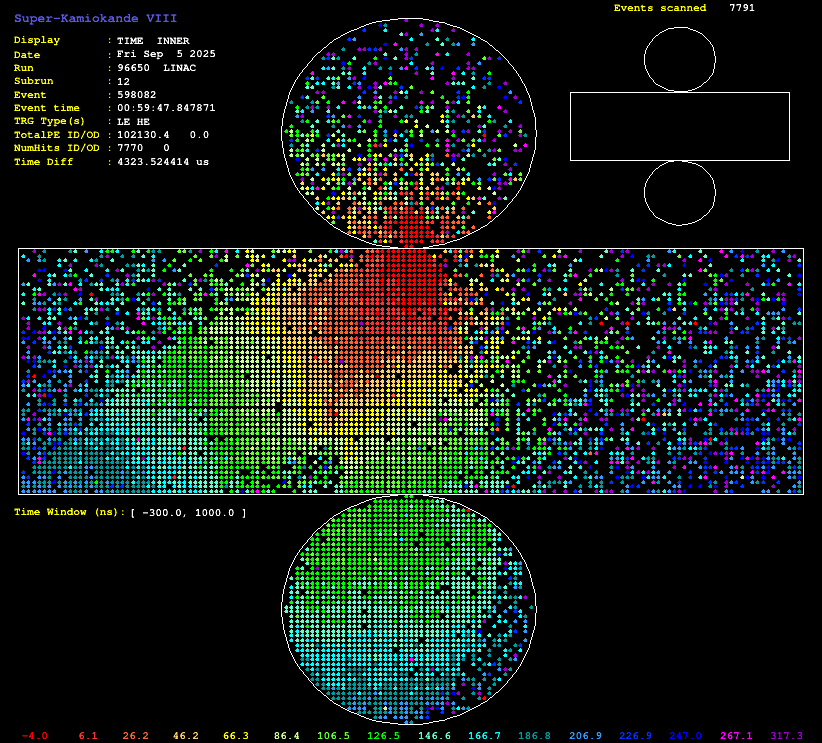 Super-Kamiokande VIII
Events scanned 7791
Display : TIME INNER
Date : Fri Sep 5 2025
Run : 96650 LINAC
Subrun : 12
Event : 598082
Event time : 00:59:47.847871
TRG Type(s) : LE HE
TotalPE ID/OD : 102130.4 0.0
NumHits ID/OD : 7770 0
Time Diff : 4323.524414 us
Time Window (ns): [ -300.0, 1000.0 ]
-4.0 6.1 26.2 46.2 66.3 86.4 106.5 126.5 146.6 166.7 186.8 206.9 226.9 247.0 267.1 317.3